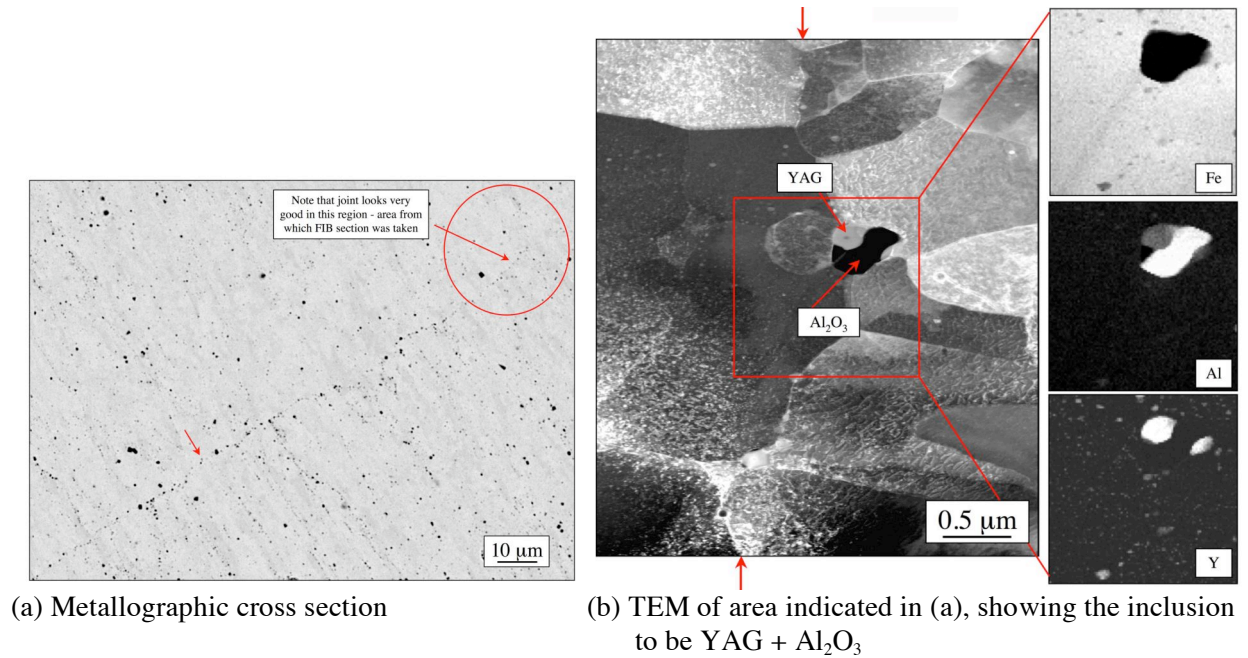 Note that joint looks very
good in this region - area from
which FIB section was taken
10 µm
YAG
Al₂O₃
0.5 µm
Fe
Al
Y
(a) Metallographic cross section
(b) TEM of area indicated in (a), showing the inclusion
to be YAG + Al₂O₃